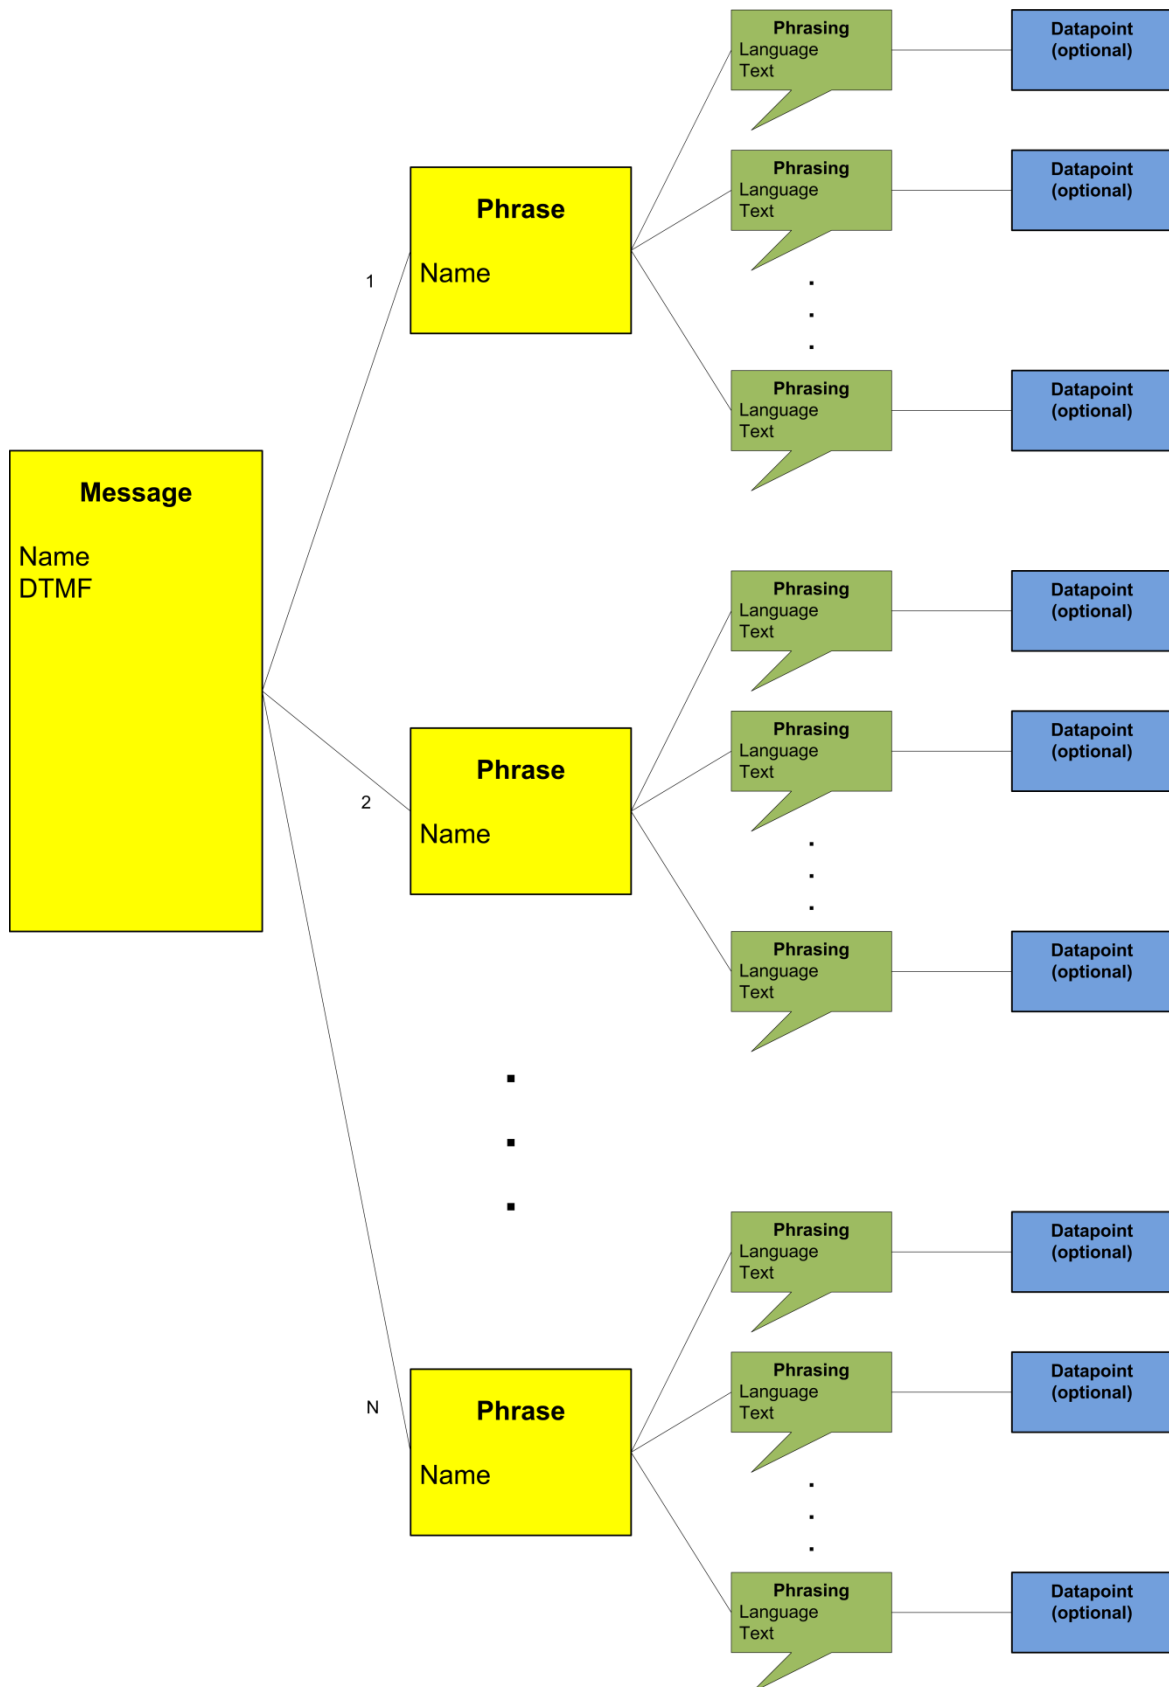 Phrasing
Language
Text
Datapoint
(optional)
Phrasing
Language
Text
Datapoint
(optional)
Phrase
Name
1
Phrasing
Language
Text
Datapoint
(optional)
Message
Name
DTMF
Phrasing
Language
Text
Datapoint
(optional)
Phrasing
Language
Text
Datapoint
(optional)
Phrase
Name
2
Phrasing
Language
Text
Datapoint
(optional)
Phrasing
Language
Text
Datapoint
(optional)
Phrasing
Language
Text
Datapoint
(optional)
Phrase
Name
N
Phrasing
Language
Text
Datapoint
(optional)